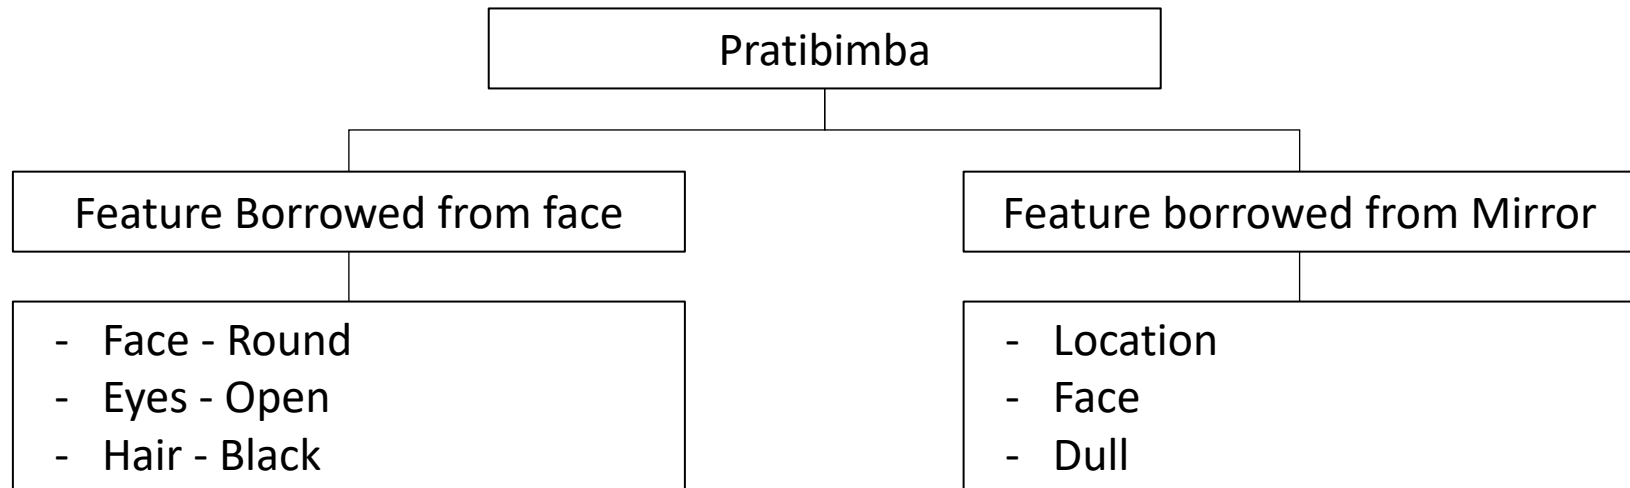 Pratibimba
Feature Borrowed from face
Feature borrowed from Mirror
- Face - Round
- Eyes - Open
- Hair - Black
- Location
- Face
- Dull